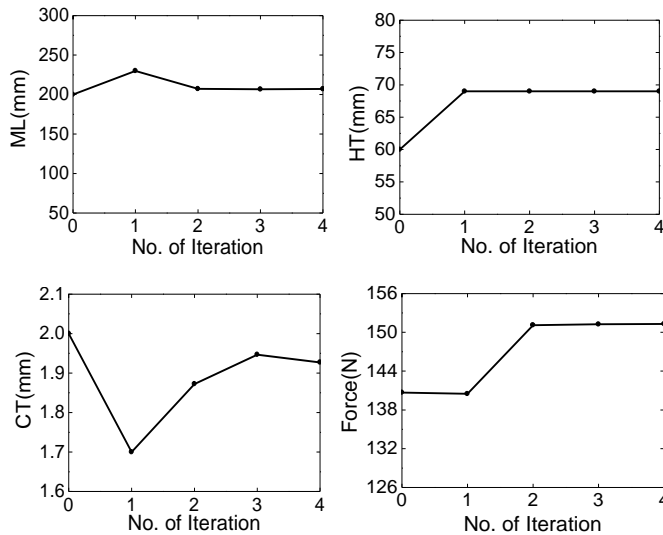 300
250
200
150
100
50
ML(mm)
0 1 2 3 4
No. of Iteration
80
75
70
65
60
55
50
HT(mm)
0 1 2 3 4
No. of Iteration
2.1
2.0
1.9
1.8
1.7
1.6
CT(mm)
0 1 2 3 4
No. of Iteration
156
150
144
138
132
126
Force(N)
0 1 2 3 4
No. of Iteration